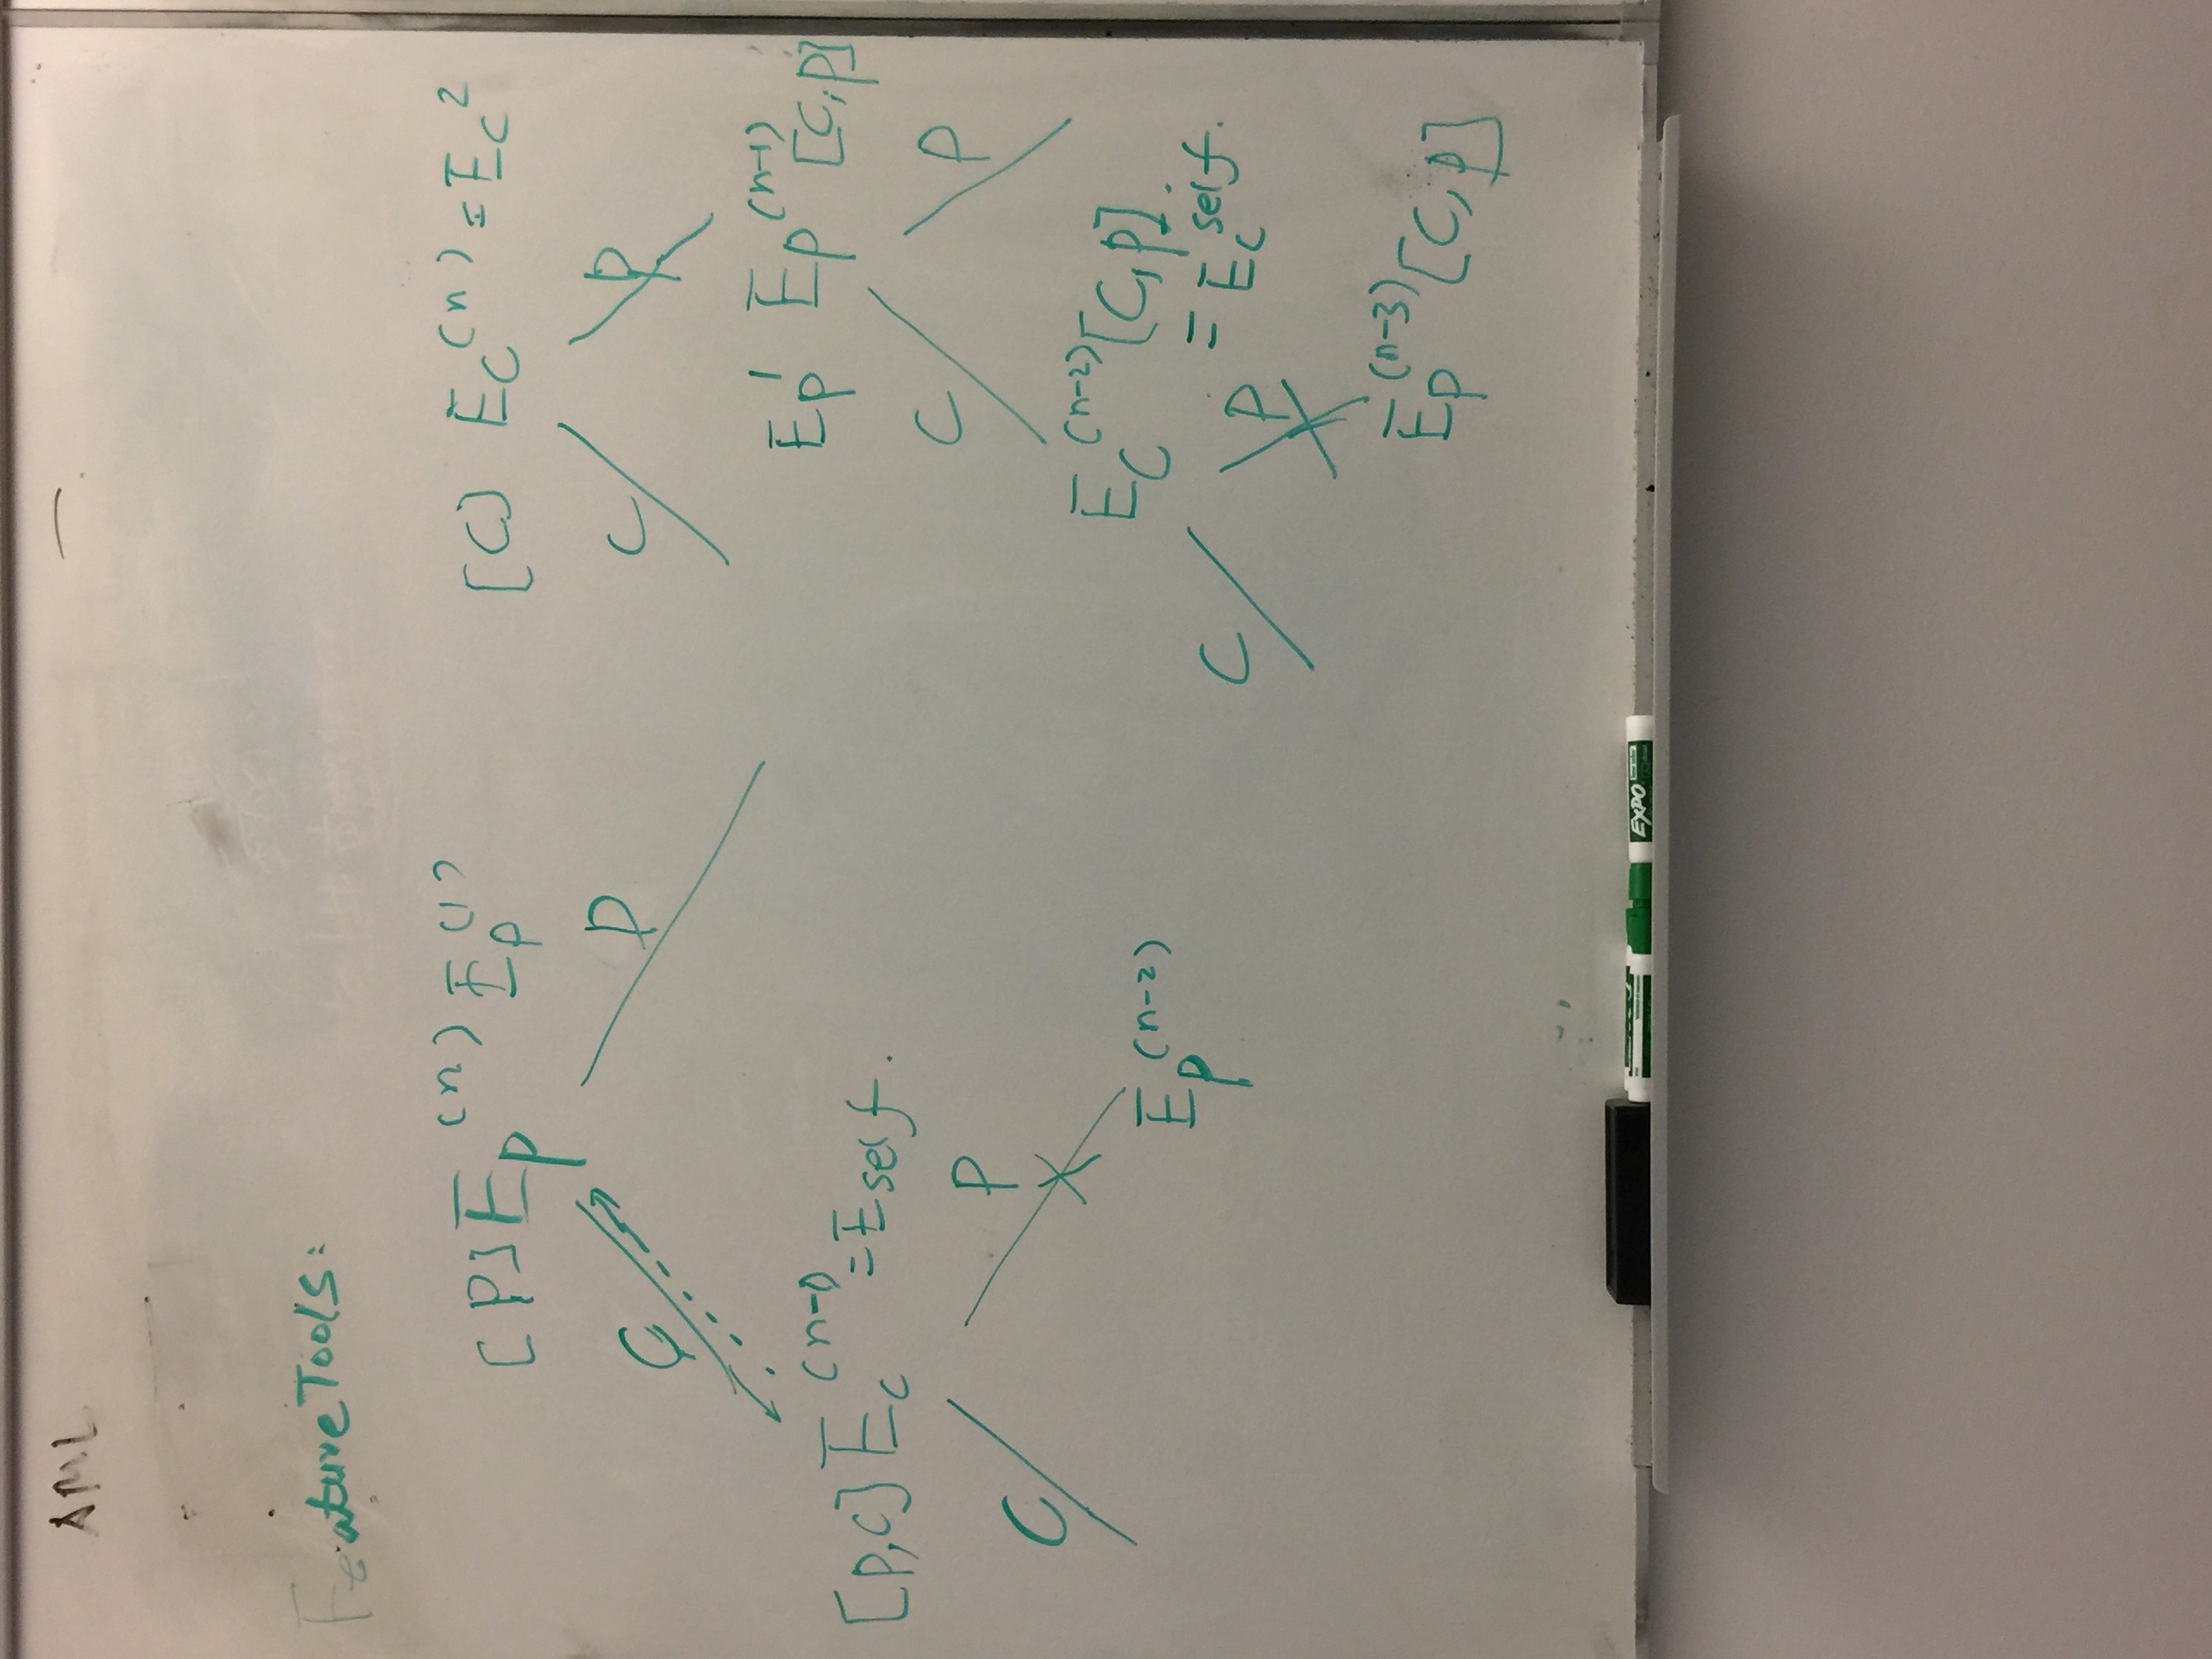 AML
FeatureTools:
[P] E_P^(n) E_P^(1)
C P
[P,C] E_C^(n-1) = E self.
C P
E_P^(n-2)
[C] E_C^(n) = E_C^2
C P
E_P^1 E_P^(n-1) [C,P]
C P
E_C^(n-2) [C,P].
= E_C^self.
C P
E_P^(n-3) [C,P]
EXPO